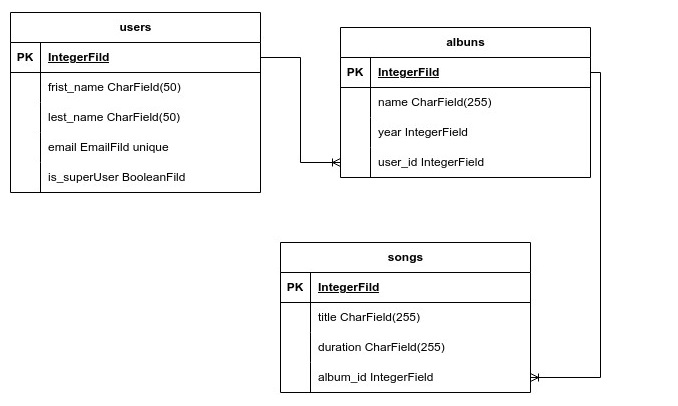 users
PK IntegerFild
frist_name CharField(50)
lest_name CharField(50)
email EmailFild unique
is_superUser BooleanFild
albuns
PK IntegerFild
name CharField(255)
year IntegerField
user_id IntegerField
songs
PK IntegerFild
title CharField(255)
duration CharField(255)
album_id IntegerField